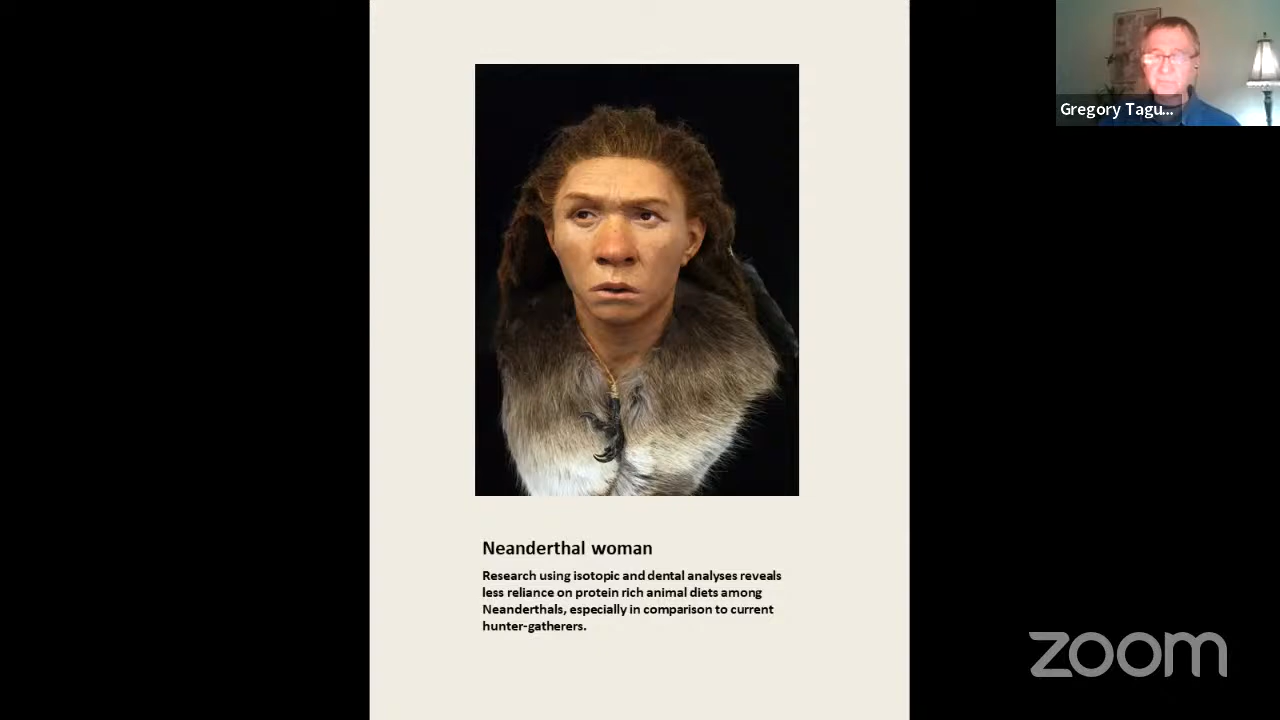 Gregory Tagu...
Neanderthal woman
Research using isotopic and dental analyses reveals
less reliance on protein rich animal diets among
Neanderthals, especially in comparison to current
hunter-gatherers.
zoom